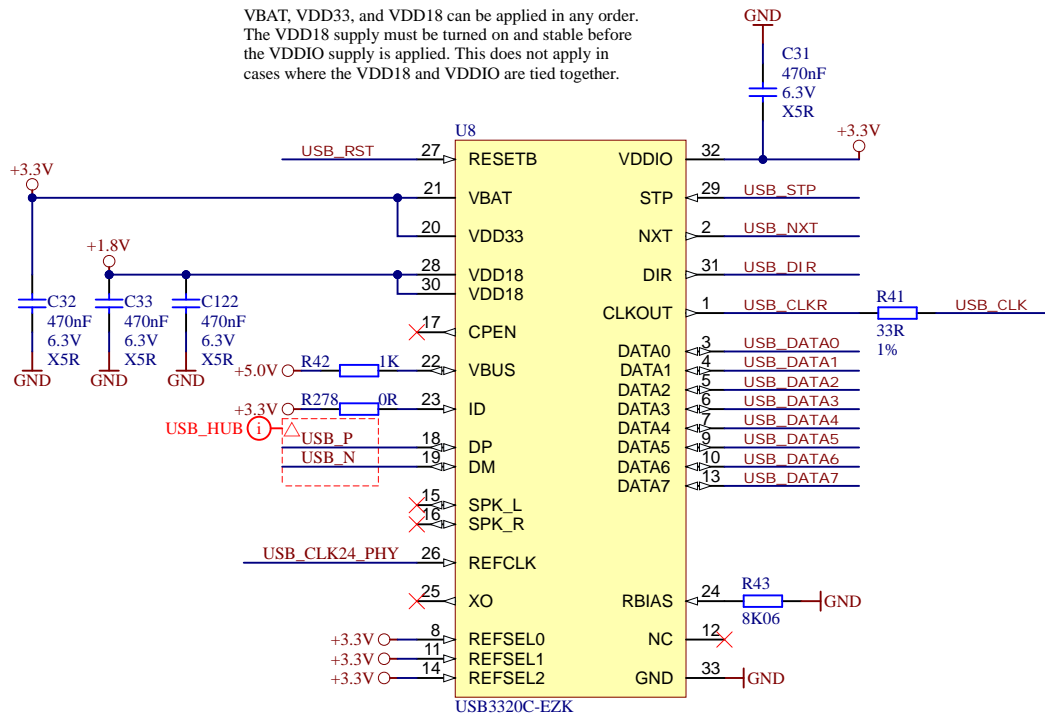 VBAT, VDD33, and VDD18 can be applied in any order.
The VDD18 supply must be turned on and stable before
the VDDIO supply is applied. This does not apply in
cases where the VDD18 and VDDIO are tied together.
GND
C31
470nF
6.3V
X5R
+3.3V
U8
USB_RST 27 RESETB
+3.3V
21 VBAT
20 VDD33
+1.8V
28 VDD18
30 VDD18
C32
470nF
6.3V
X5R
GND
C33
470nF
6.3V
X5R
GND
C122
470nF
6.3V
X5R
GND
17 CPEN
+5.0V R42 1K 22 VBUS
+3.3V R278 0R 23 ID
USB_HUB i
USB_P 18 DP
USB_N 19 DM
15 SPK_L
16 SPK_R
USB_CLK24_PHY 26 REFCLK
25 XO
+3.3V 8 REFSEL0
+3.3V 11 REFSEL1
+3.3V 14 REFSEL2
VDDIO 32
STP 29 USB_STP
NXT 2 USB_NXT
DIR 31 USB_DIR
CLKOUT 1 USB_CLKR R41 USB_CLK
33R
1%
DATA0 3 USB_DATA0
DATA1 4 USB_DATA1
DATA2 5 USB_DATA2
DATA3 6 USB_DATA3
DATA4 7 USB_DATA4
DATA5 9 USB_DATA5
DATA6 10 USB_DATA6
DATA7 13 USB_DATA7
RBIAS 24 R43 GND
8K06
NC 12
GND 33 GND
USB3320C-EZK